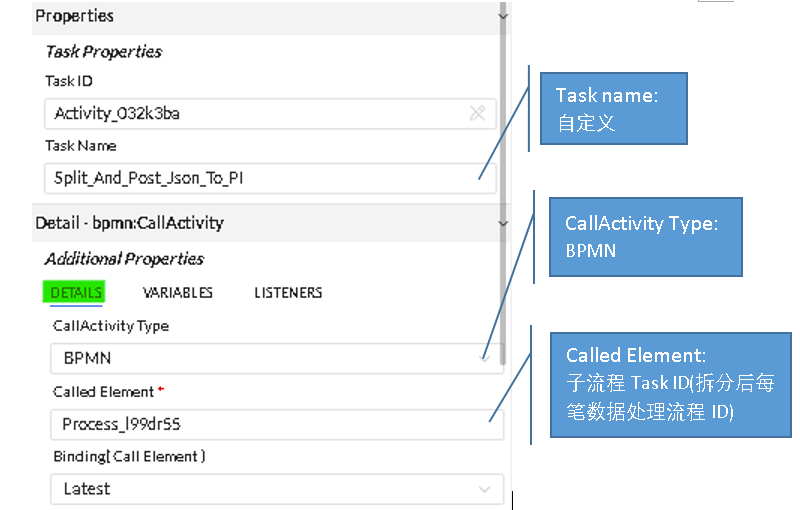 Properties
Task Properties
Task ID
Activity_032k3ba
Task Name
Split_And_Post_Json_To_PI
Detail - bpmn:CallActivity
Additional Properties
DETAILS VARIABLES LISTENERS
CallActivity Type
BPMN
Called Element *
Process_l99dr55
Binding( Call Element )
Latest
Task name:
自定义
CallActivity Type:
BPMN
Called Element:
子流程 Task ID(拆分后每
笔数据处理流程 ID)